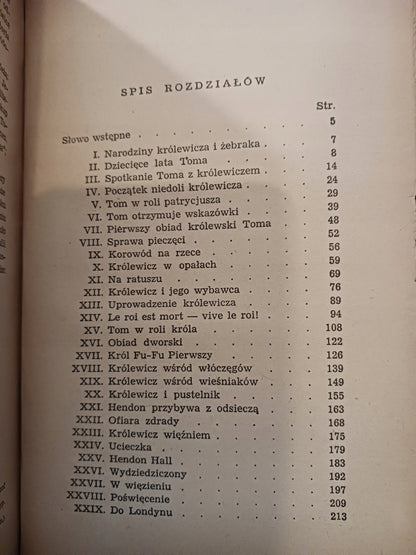 SPIS ROZDZIAŁÓW
Str.
Słowo wstępne . . . . . . . . 5
I. Narodziny królewicza i żebraka . . . . 7
II. Dziecięce lata Toma . . . . . 8
III. Spotkanie Toma z królewiczem . . . . 14
IV. Początek niedoli królewicza . . . . 24
V. Tom w roli patrycjusza . . . . 29
VI. Tom otrzymuje wskazówki . . . . 39
VII. Pierwszy obiad królewski Toma . . . 48
VIII. Sprawa pieczęci . . . . . . 52
IX. Korowód na rzece . . . . . 56
X. Królewicz w opałach . . . . . 59
XI. Na ratuszu . . . . . . . 69
XII. Królewicz i jego wybawca . . . . 76
XIII. Uprowadzenie królewicza . . . . 89
XIV. Le roi est mort — vive le roi! . . . 94
XV. Tom w roli króla . . . . . 108
XVI. Obiad dworski . . . . . . 122
XVII. Król Fu-Fu Pierwszy . . . . . 126
XVIII. Królewicz wśród włóczęgów . . . 139
XIX. Królewicz wśród wieśniaków . . . 149
XX. Królewicz i pustelnik . . . . . 155
XXI. Hendon przybywa z odsieczą . . . 163
XXII. Ofiara zdrady . . . . . . 168
XXIII. Królewicz więźniem . . . . . 175
XXIV. Ucieczka . . . . . . . 179
XXV. Hendon Hall . . . . . . 183
XXVI. Wydziedziczony . . . . . . 192
XXVII. W więzieniu . . . . . . 197
XXVIII. Poświęcenie . . . . . . 209
XXIX. Do Londynu . . . . . . 213